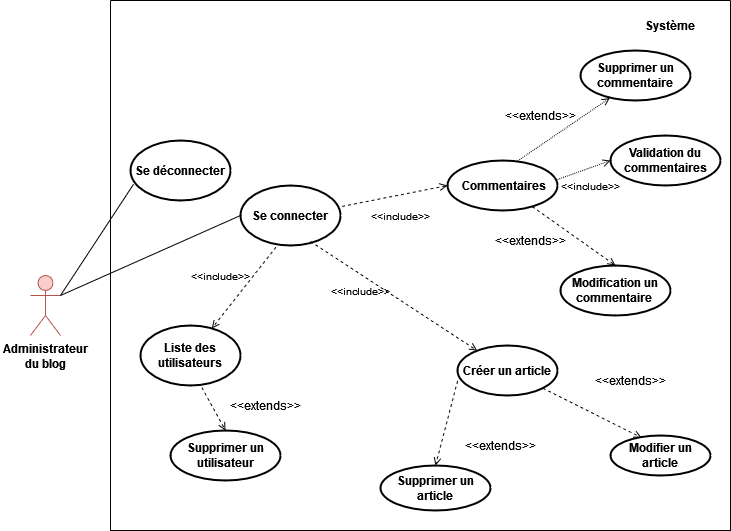 Système
Supprimer un
commentaire
<<extends>>
Se déconnecter
Validation du
commentaires
Commentaires
<<include>>
Se connecter
<<include>>
<<extends>>
<<include>>
<<include>>
Modification un
commentaire
Administrateur
du blog
Liste des
utilisateurs
Créer un article
<<extends>>
<<extends>>
Supprimer un
utilisateur
<<extends>>
Modifier un
article
Supprimer un
article